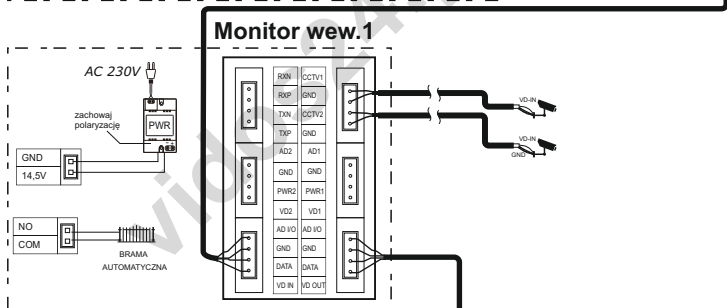 Monitor wew.1
AC 230V
zachowaj
polaryzację
PWR
GND
14,5V
NO
COM
BRAMA
AUTOMATYCZNA
RXN CCTV1
RXP GND
TXN CCTV2
TXP GND
AD2 AD1
GND GND
PWR2 PWR1
VD2 VD1
AD I/O AD I/O
GND GND
DATA DATA
VD IN VD OUT
VD-IN
VD-IN
GND
vidos24